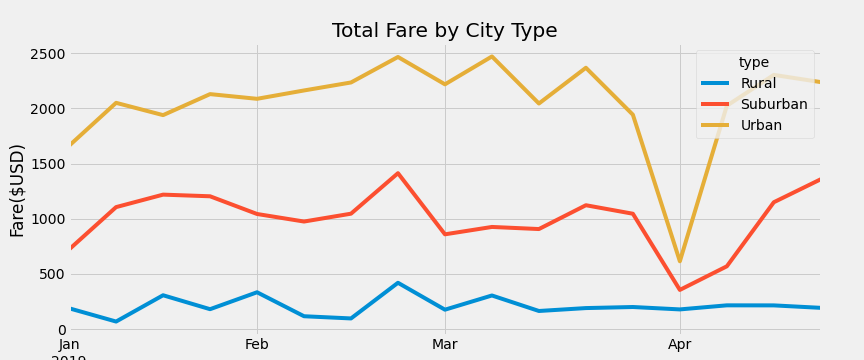 Total Fare by City Type
Fare($USD)
2500
2000
1500
1000
500
0
type
Rural
Suburban
Urban
Jan
Feb
Mar
Apr
2019